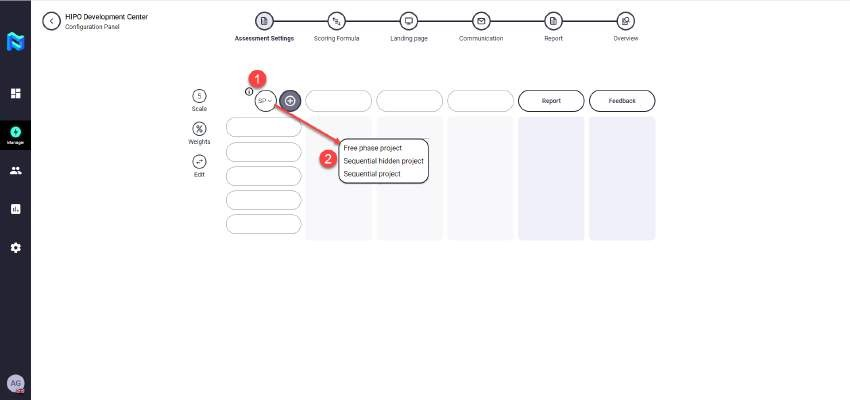 HIPO Development Center
Configuration Panel
Assessment Settings
Scoring Formula
Landing page
Communication
Report
Overview
1
5
Scale
SP
Report
Feedback
Manager
Weights
2
Free phase project
Sequential hidden project
Sequential project
Edit
AG